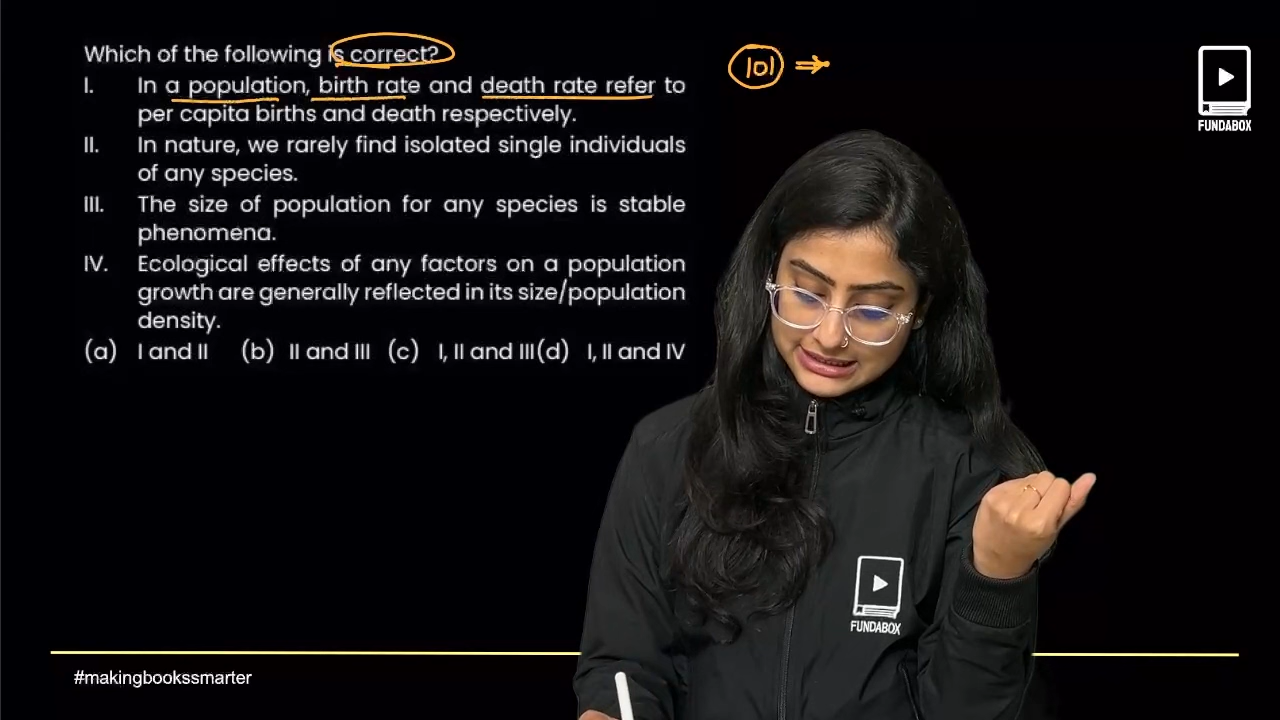 Which of the following is correct?
I. In a population, birth rate and death rate refer to
per capita births and death respectively.
II. In nature, we rarely find isolated single individuals
of any species.
III. The size of population for any species is stable
phenomena.
IV. Ecological effects of any factors on a population
growth are generally reflected in its size/population
density.
(a) I and II (b) II and III (c) I, II and III (d) I, II and IV
101 ⇒
FUNDABOX
FUNDABOX
#makingbookssmarter